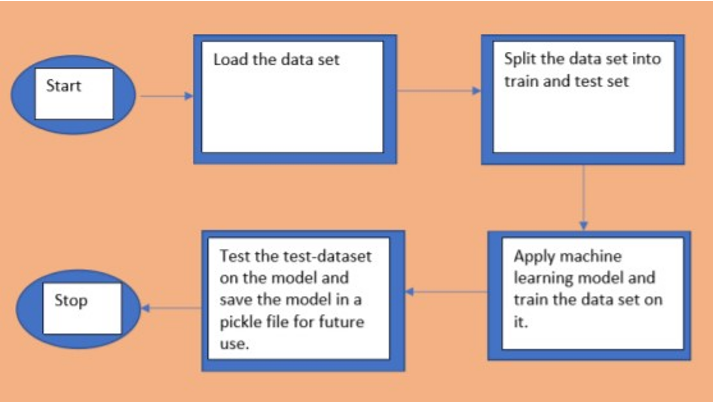 Start
Load the data set
Split the data set into
train and test set
Apply machine
learning model and
train the data set on
it.
Test the test-dataset
on the model and
save the model in a
pickle file for future
use.
Stop